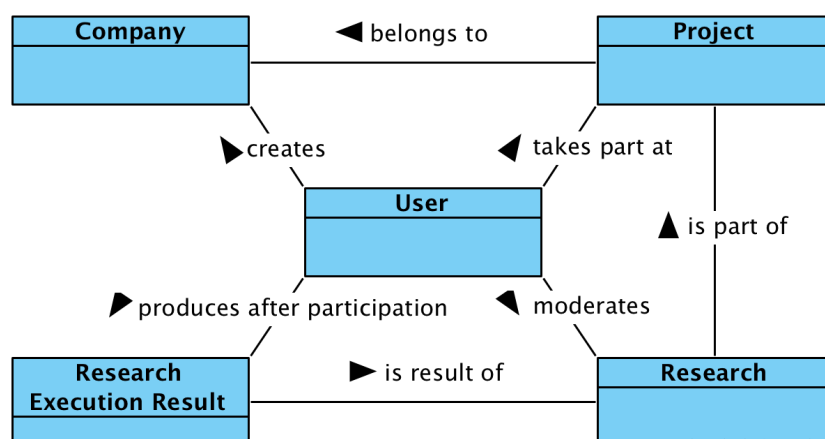 Company
belongs to
Project
creates
takes part at
User
is part of
produces after participation
moderates
Research
Execution Result
is result of
Research